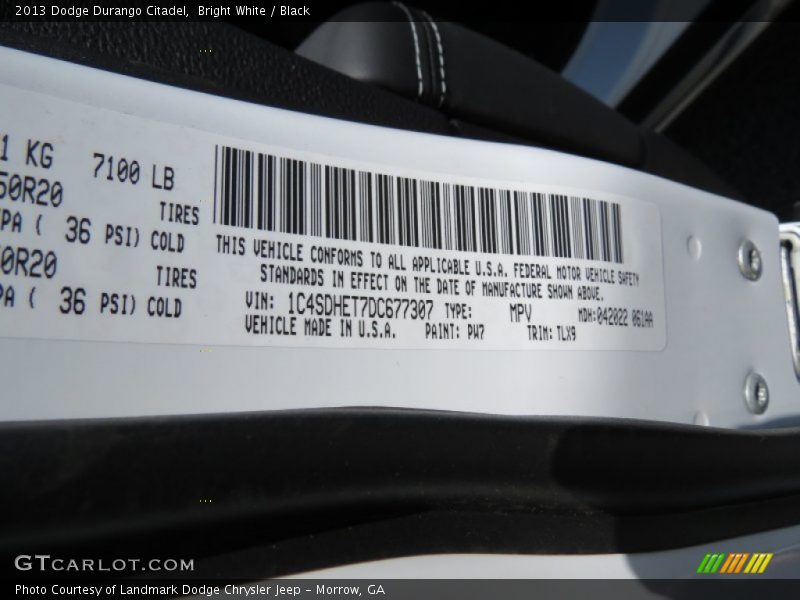 2013 Dodge Durango Citadel, Bright White / Black
1 KG 7100 LB
50R20 TIRES
PA ( 36 PSI) COLD
0R20 TIRES
PA ( 36 PSI) COLD
THIS VEHICLE CONFORMS TO ALL APPLICABLE U.S.A. FEDERAL MOTOR VEHICLE SAFETY
STANDARDS IN EFFECT ON THE DATE OF MANUFACTURE SHOWN ABOVE.
VIN: 1C4SDHET7DC677307 TYPE: MPV MDH:042022 061AA
VEHICLE MADE IN U.S.A. PAINT: PW7 TRIM: TLX9
GTCARLOT.COM
Photo Courtesy of Landmark Dodge Chrysler Jeep - Morrow, GA